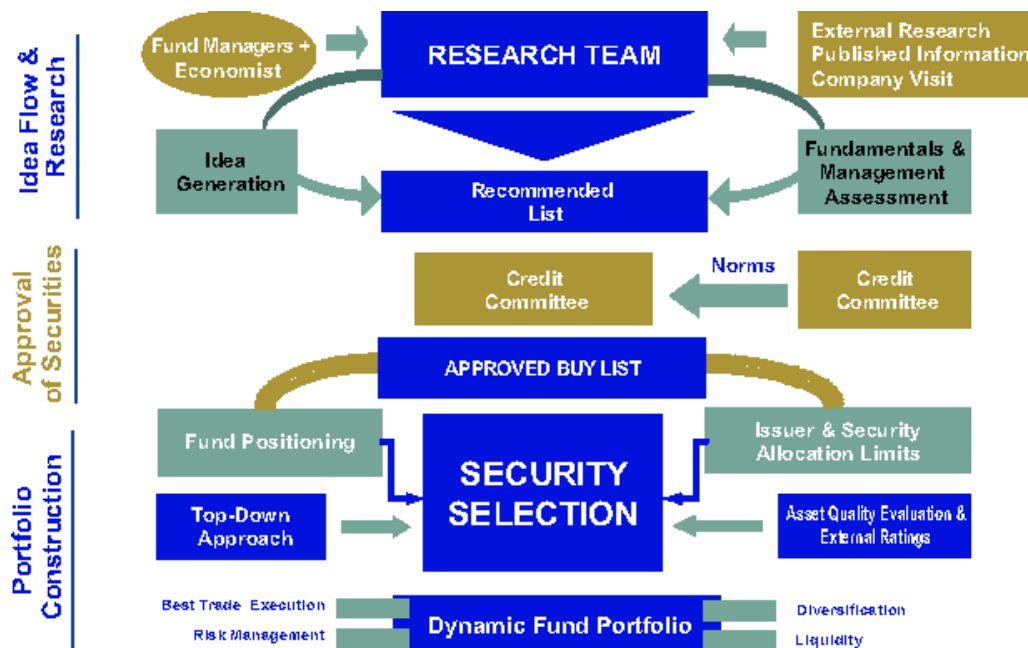 Idea Flow &
Research
Fund Managers +
Economist
RESEARCH TEAM
External Research
Published Information
Company Visit
Idea
Generation
Recommended
List
Fundamentals &
Management
Assessment
Approval
of Securities
Credit
Committee
Norms
Credit
Committee
APPROVED BUY LIST
Portfolio
Construction
Fund Positioning
SECURITY
SELECTION
Issuer & Security
Allocation Limits
Top-Down
Approach
Asset Quality Evaluation &
External Ratings
Best Trade Execution
Risk Management
Dynamic Fund Portfolio
Diversification
Liquidity